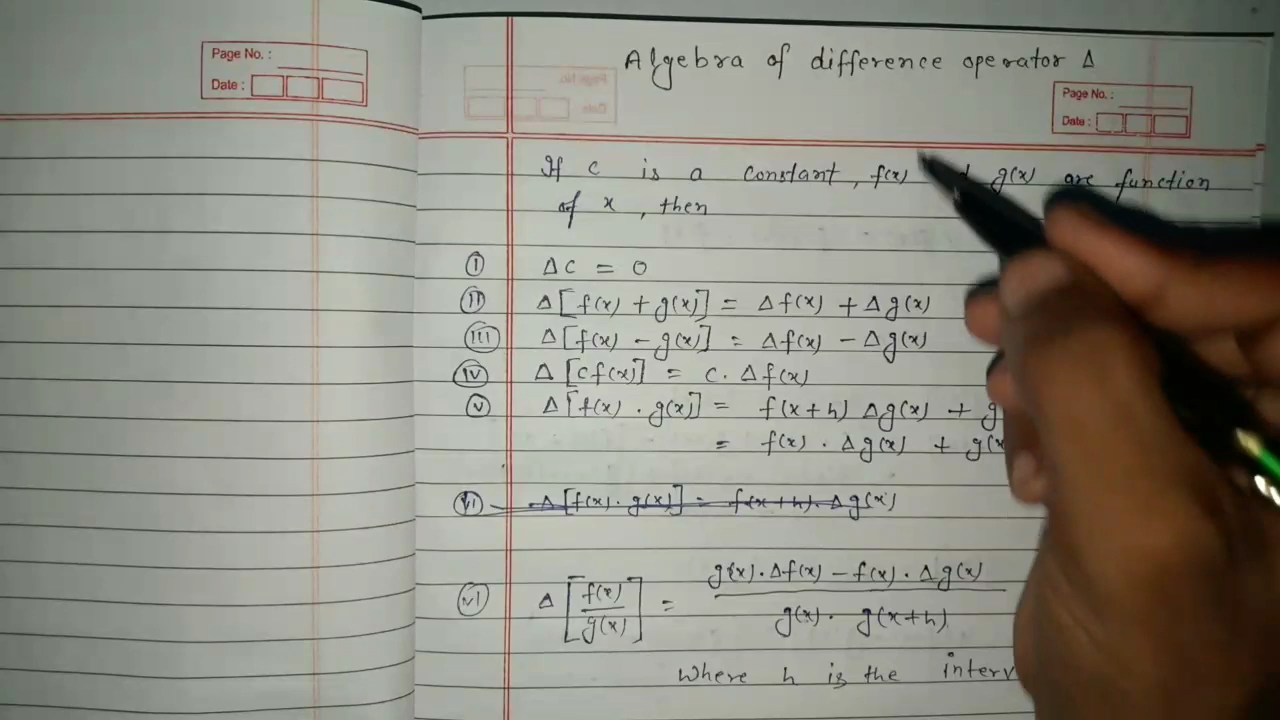 Page No. :
Date :
Algebra of difference operator Δ
Page No. :
Date :
If c is a constant, f(x) g(x) are function
of x, then
(I) Δc = 0
(II) Δ[f(x) + g(x)] = Δf(x) + Δg(x)
(III) Δ[f(x) - g(x)] = Δf(x) - Δg(x)
(IV) Δ[cf(x)] = c. Δf(x)
(V) Δ[f(x) . g(x)] = f(x+h) Δg(x) + g
= f(x) . Δg(x) + g(x
(VI) Δ[f(x). g(x)] = f(x+h). Δg(x)
(VI) Δ[f(x)/g(x)] = g(x).Δf(x) - f(x). Δg(x) / g(x). g(x+h)
Where h is the interv